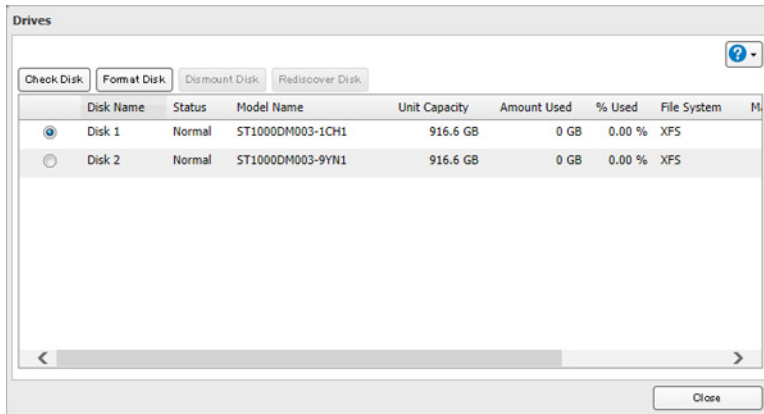 Drives
?
Check Disk Format Disk Dismount Disk Rediscover Disk
Disk Name Status Model Name Unit Capacity Amount Used % Used File System
Disk 1 Normal ST1000DM003-1CH1 916.6 GB 0 GB 0.00 % XFS
Disk 2 Normal ST1000DM003-9YN1 916.6 GB 0 GB 0.00 % XFS
Close